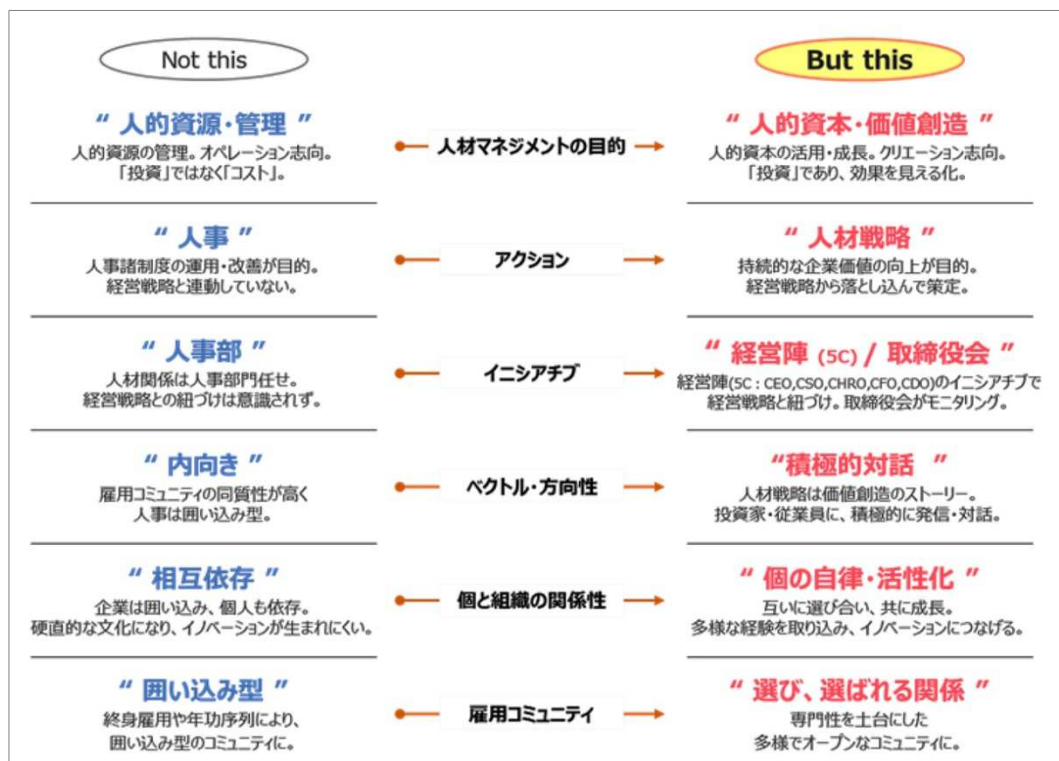 Not this
But this
“ 人的資源・管理 ”
人的資源の管理。オペレーション志向。
「投資」ではなく「コスト」。
人材マネジメントの目的
“ 人的資本・価値創造 ”
人的資本の活用・成長。クリエーション志向。
「投資」であり、効果を見える化。
“ 人事 ”
人事諸制度の運用・改善が目的。
経営戦略と連動していない。
アクション
“ 人材戦略 ”
持続的な企業価値の向上が目的。
経営戦略から落とし込んで策定。
“ 人事部 ”
人材関係は人事部門任せ。
経営戦略との紐づけは意識されず。
イニシアチブ
“ 経営陣 (5C) / 取締役会 ”
経営陣(5C : CEO,CSO,CHRO,CFO,CDO)のイニシアチブで
経営戦略と紐づけ。取締役会がモニタリング。
“ 内向き ”
雇用コミュニティの同質性が高く
人事は囲い込み型。
ベクトル・方向性
“積極的対話 ”
人材戦略は価値創造のストーリー。
投資家・従業員に、積極的に発信・対話。
“ 相互依存 ”
企業は囲い込み、個人も依存。
硬直的な文化になり、イノベーションが生まれにくい。
個と組織の関係性
“ 個の自律・活性化 ”
互いに選び合い、共に成長。
多様な経験を取り込み、イノベーションにつなげる。
“ 囲い込み型 ”
終身雇用や年功序列により、
囲い込み型のコミュニティに。
雇用コミュニティ
“ 選び、選ばれる関係 ”
専門性を土台にした
多様でオープンなコミュニティに。